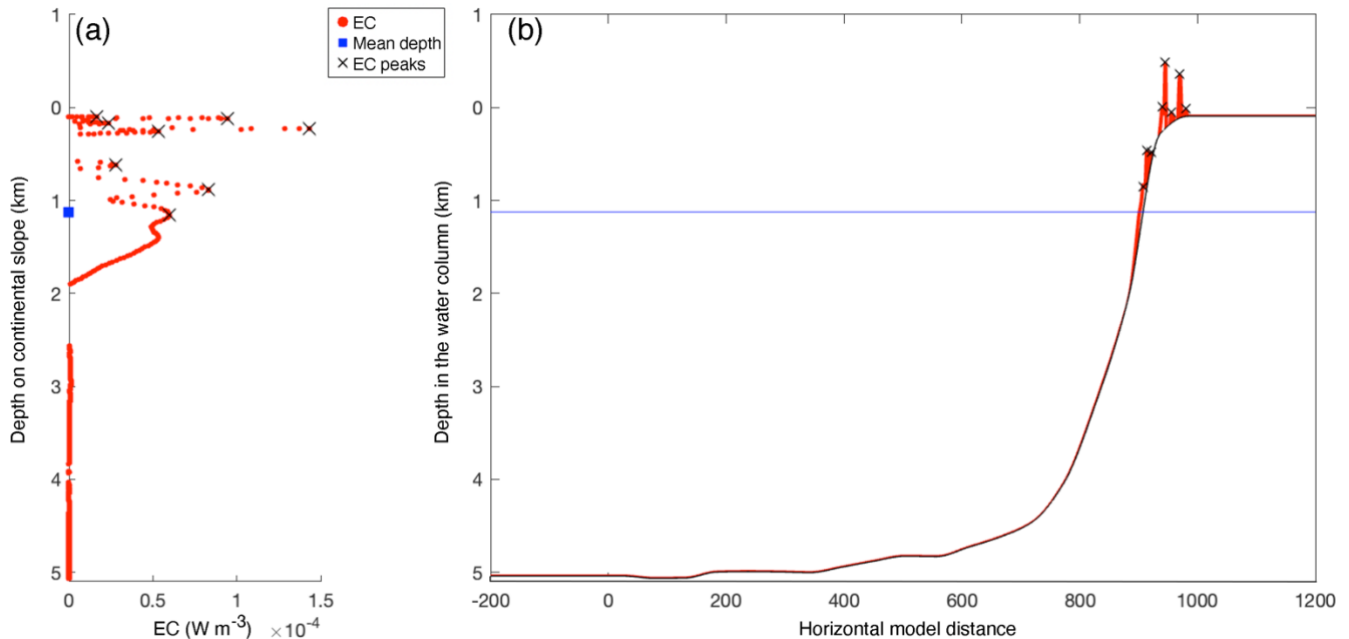 (a)
EC
Mean depth
EC peaks
1
0
1
2
3
4
5
Depth on continental slope (km)
0 0.5 1 1.5
EC (W m⁻³) ×10⁻⁴
(b)
1
0
1
2
3
4
5
Depth in the water column (km)
-200 0 200 400 600 800 1000 1200
Horizontal model distance